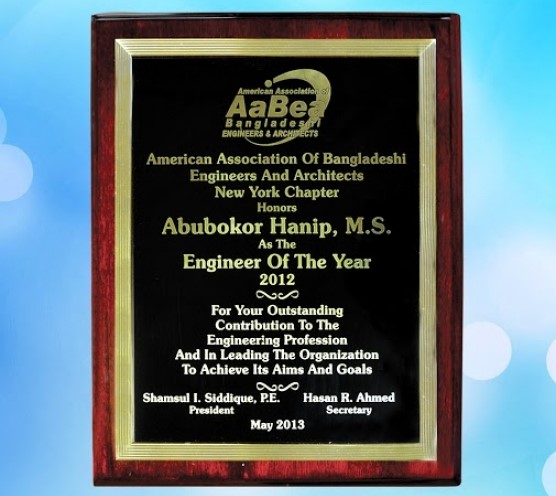 American Association of
AaBea
Bangladeshi
ENGINEERS & ARCHITECTS
American Association Of Bangladeshi
Engineers And Architects
New York Chapter
Honors
Abubokor Hanip, M.S.
As The
Engineer Of The Year
2012
For Your Outstanding
Contribution To The
Engineering Profession
And In Leading The Organization
To Achieve Its Aims And Goals
Shamsul I. Siddique, P.E. Hasan R. Ahmed
President Secretary
May 2013